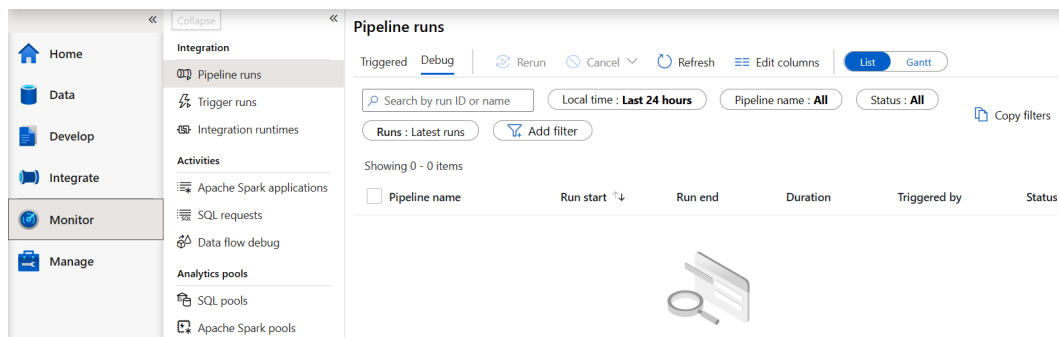 «
Home
Data
Develop
Integrate
Monitor
Manage
Collapse
«
Integration
Pipeline runs
Trigger runs
Integration runtimes
Activities
Apache Spark applications
SQL requests
Data flow debug
Analytics pools
SQL pools
Apache Spark pools
Pipeline runs
Triggered Debug Rerun Cancel Refresh Edit columns List Gantt
Search by run ID or name Local time : Last 24 hours Pipeline name : All Status : All
Copy filters
Runs : Latest runs Add filter
Showing 0 - 0 items
Pipeline name Run start ↑↓ Run end Duration Triggered by Status